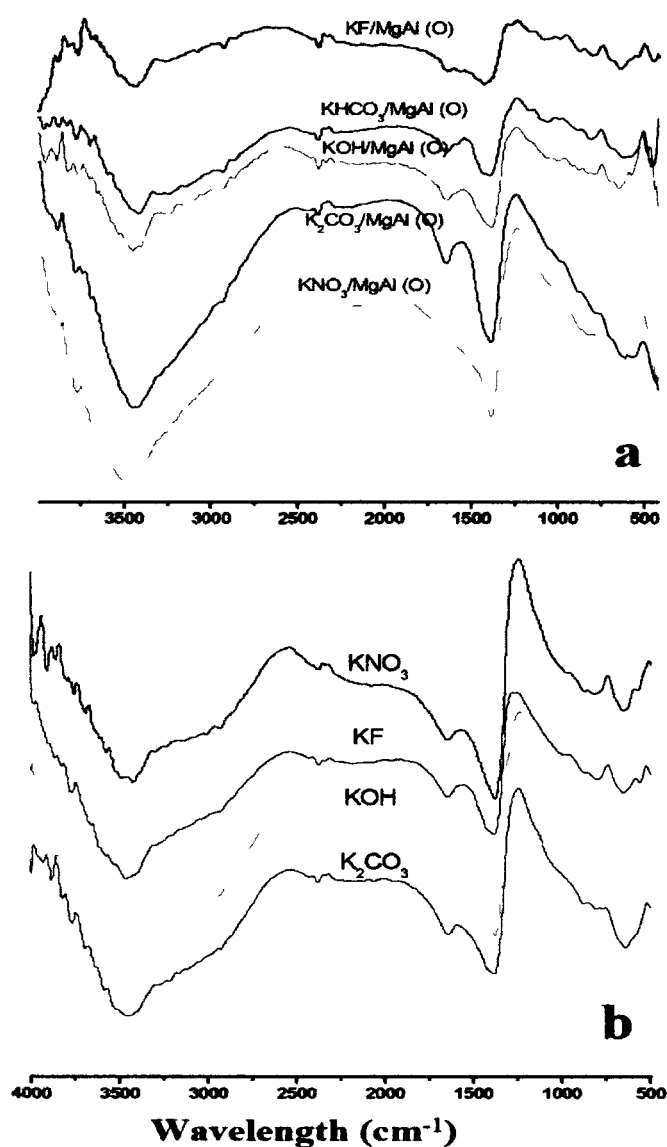 KF/MgAl (O)
KHCO₃/MgAl (O)
KOH/MgAl (O)
K₂CO₃/MgAl (O)
KNO₃/MgAl (O)
a
3500 3000 2500 2000 1500 1000 500
KNO₃
KF
KOH
K₂CO₃
b
4000 3500 3000 2500 2000 1500 1000 500
Wavelength (cm⁻¹)